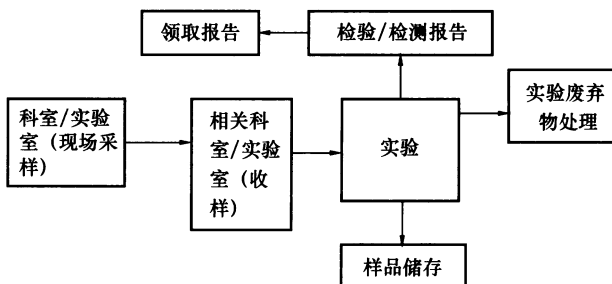 领取报告
检验/检测报告
科室/实验
室（现场采
样）
相关科
室/实验
室（收
样）
实验
实验废弃
物处理
样品储存